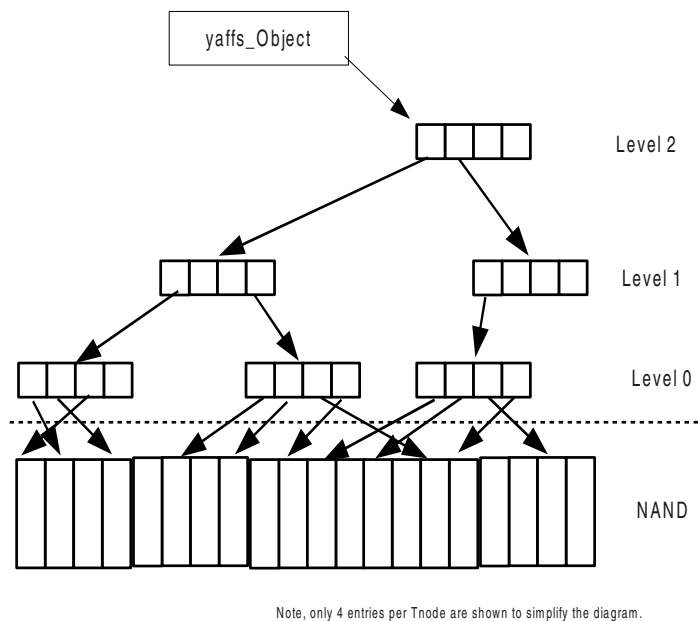 yaffs_Object
Level 2
Level 1
Level 0
NAND
Note, only 4 entries per Tnode are shown to simplify the diagram.